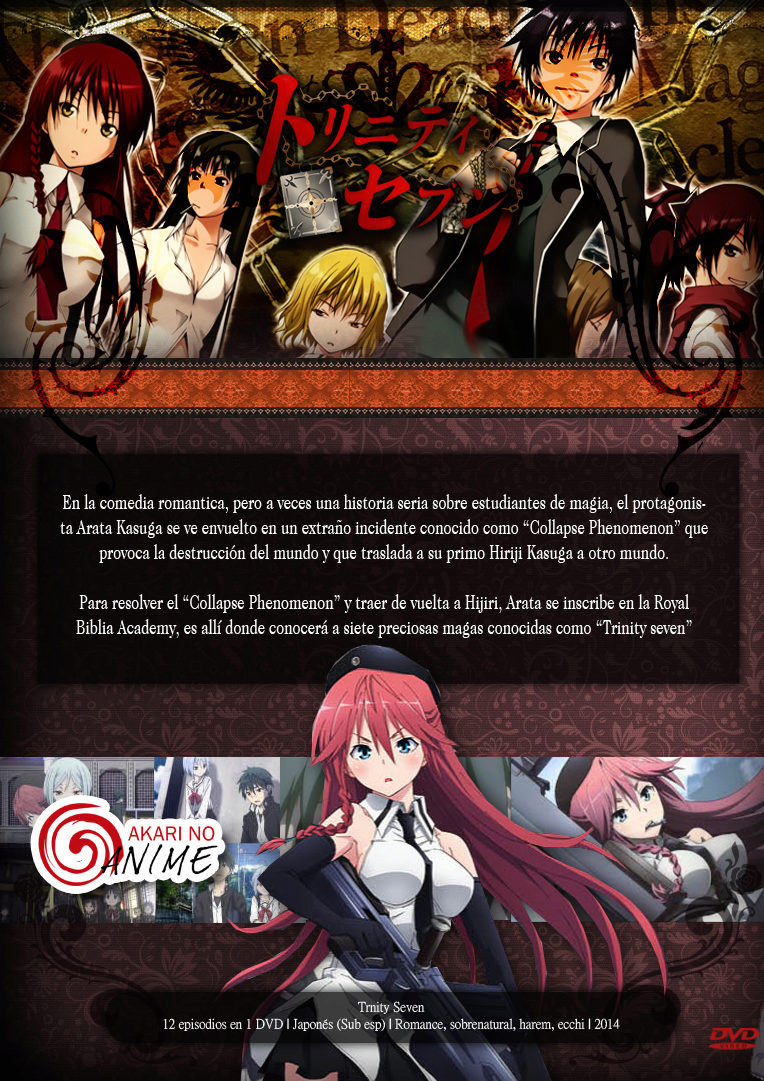 トリニティ
セブン
En la comedia romantica, pero a veces una historia seria sobre estudiantes de magia, el protagonis-
ta Arata Kasuga se ve envuelto en un extraño incidente conocido como “Collapse Phenomenon” que
provoca la destrucción del mundo y que traslada a su primo Hiriji Kasuga a otro mundo.
Para resolver el “Collapse Phenomenon” y traer de vuelta a Hijiri, Arata se inscribe en la Royal
Biblia Academy, es allí donde conocerá a siete preciosas magas conocidas como “Trinity seven”
AKARI NO
ANIME
Trnity Seven
12 episodios en 1 DVD | Japonés (Sub esp) | Romance, sobrenatural, harem, ecchi | 2014
DVD
VIDEO